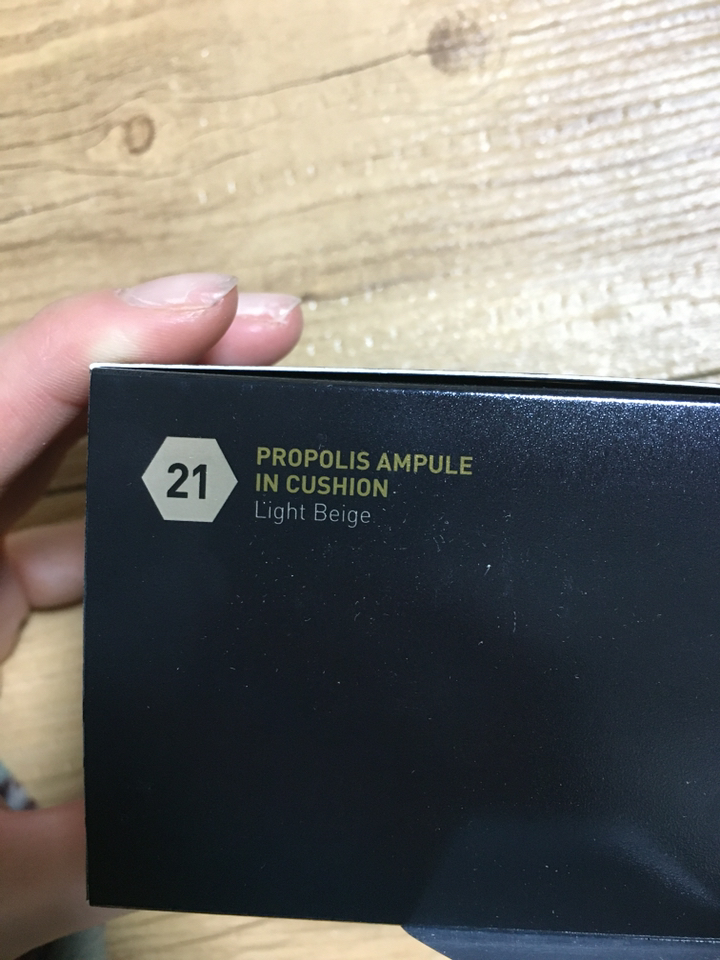 21
PROPOLIS AMPULE
IN CUSHION
Light Beige